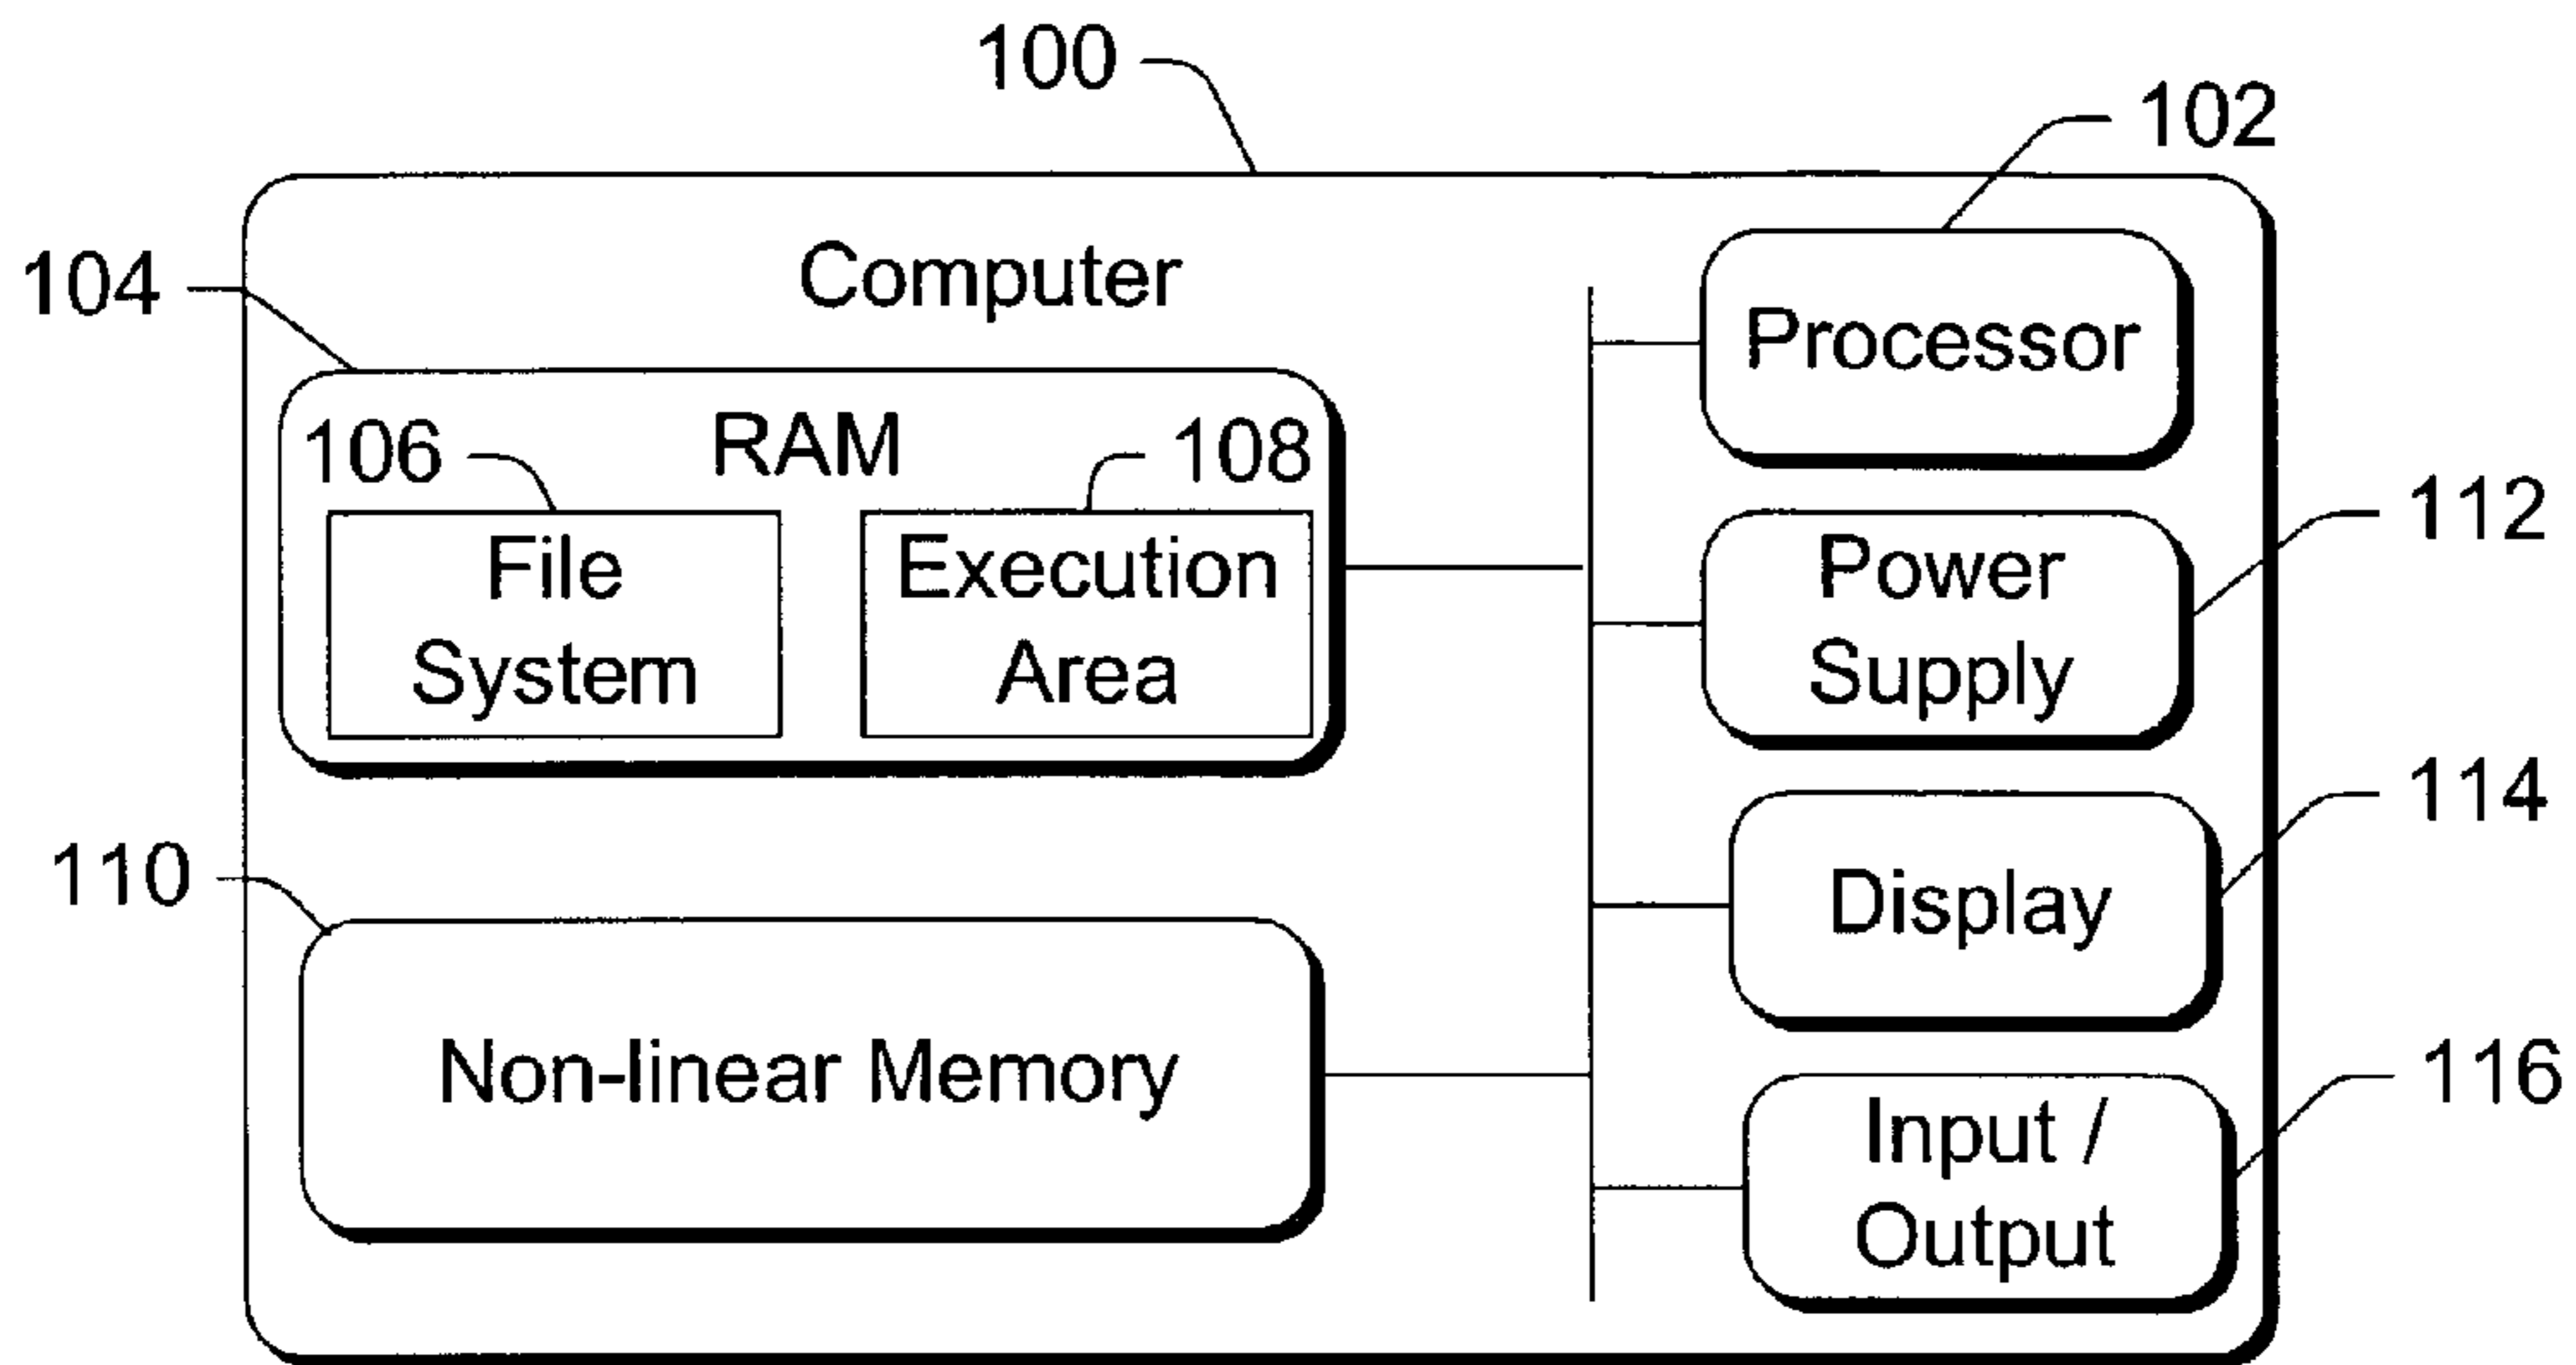 100
102
Computer
104
Processor
RAM
106
108
112
File
System
Execution
Area
Power
Supply
114
110
Display
Non-linear Memory
116
Input /
Output